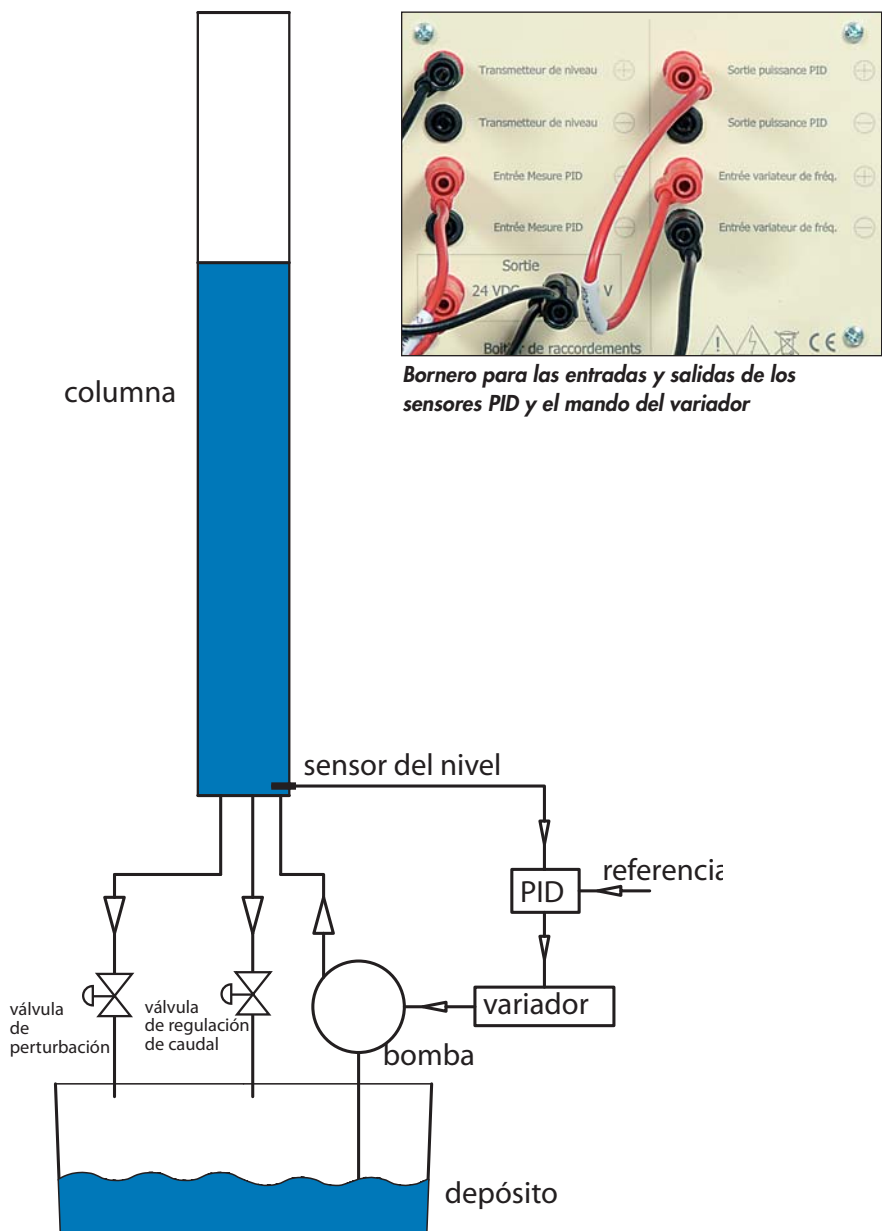 Transmetteur de niveau
Sortie puissance PID
Transmetteur de niveau
Sortie puissance PID
Entrée Mesure PID
Entrée variateur de fréq.
Entrée Mesure PID
Entrée variateur de fréq.
Sortie
24 VDC V
Boitier de raccordements
CE
Bornero para las entradas y salidas de los
sensores PID y el mando del variador
columna
sensor del nivel
PID
referencia
variador
bomba
válvula
de
perturbación
válvula
de regulación
de caudal
depósito